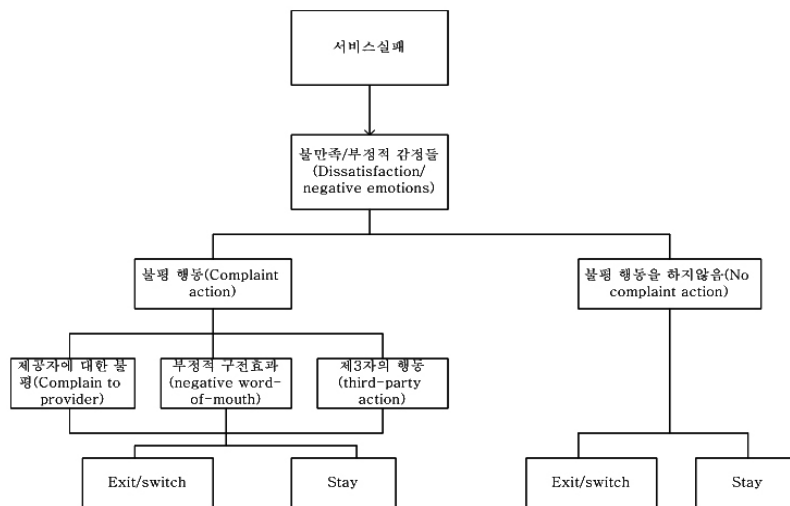 서비스실패
불만족/부정적 감정들
(Dissatisfaction/
negative emotions)
불평 행동(Complaint
action)
불평 행동을 하지않음(No
complaint action)
제공자에 대한 불
평(Complain to
provider)
부정적 구전효과
(negative word-
of-mouth)
제3자의 행동
(third-party
action)
Exit/switch
Stay
Exit/switch
Stay